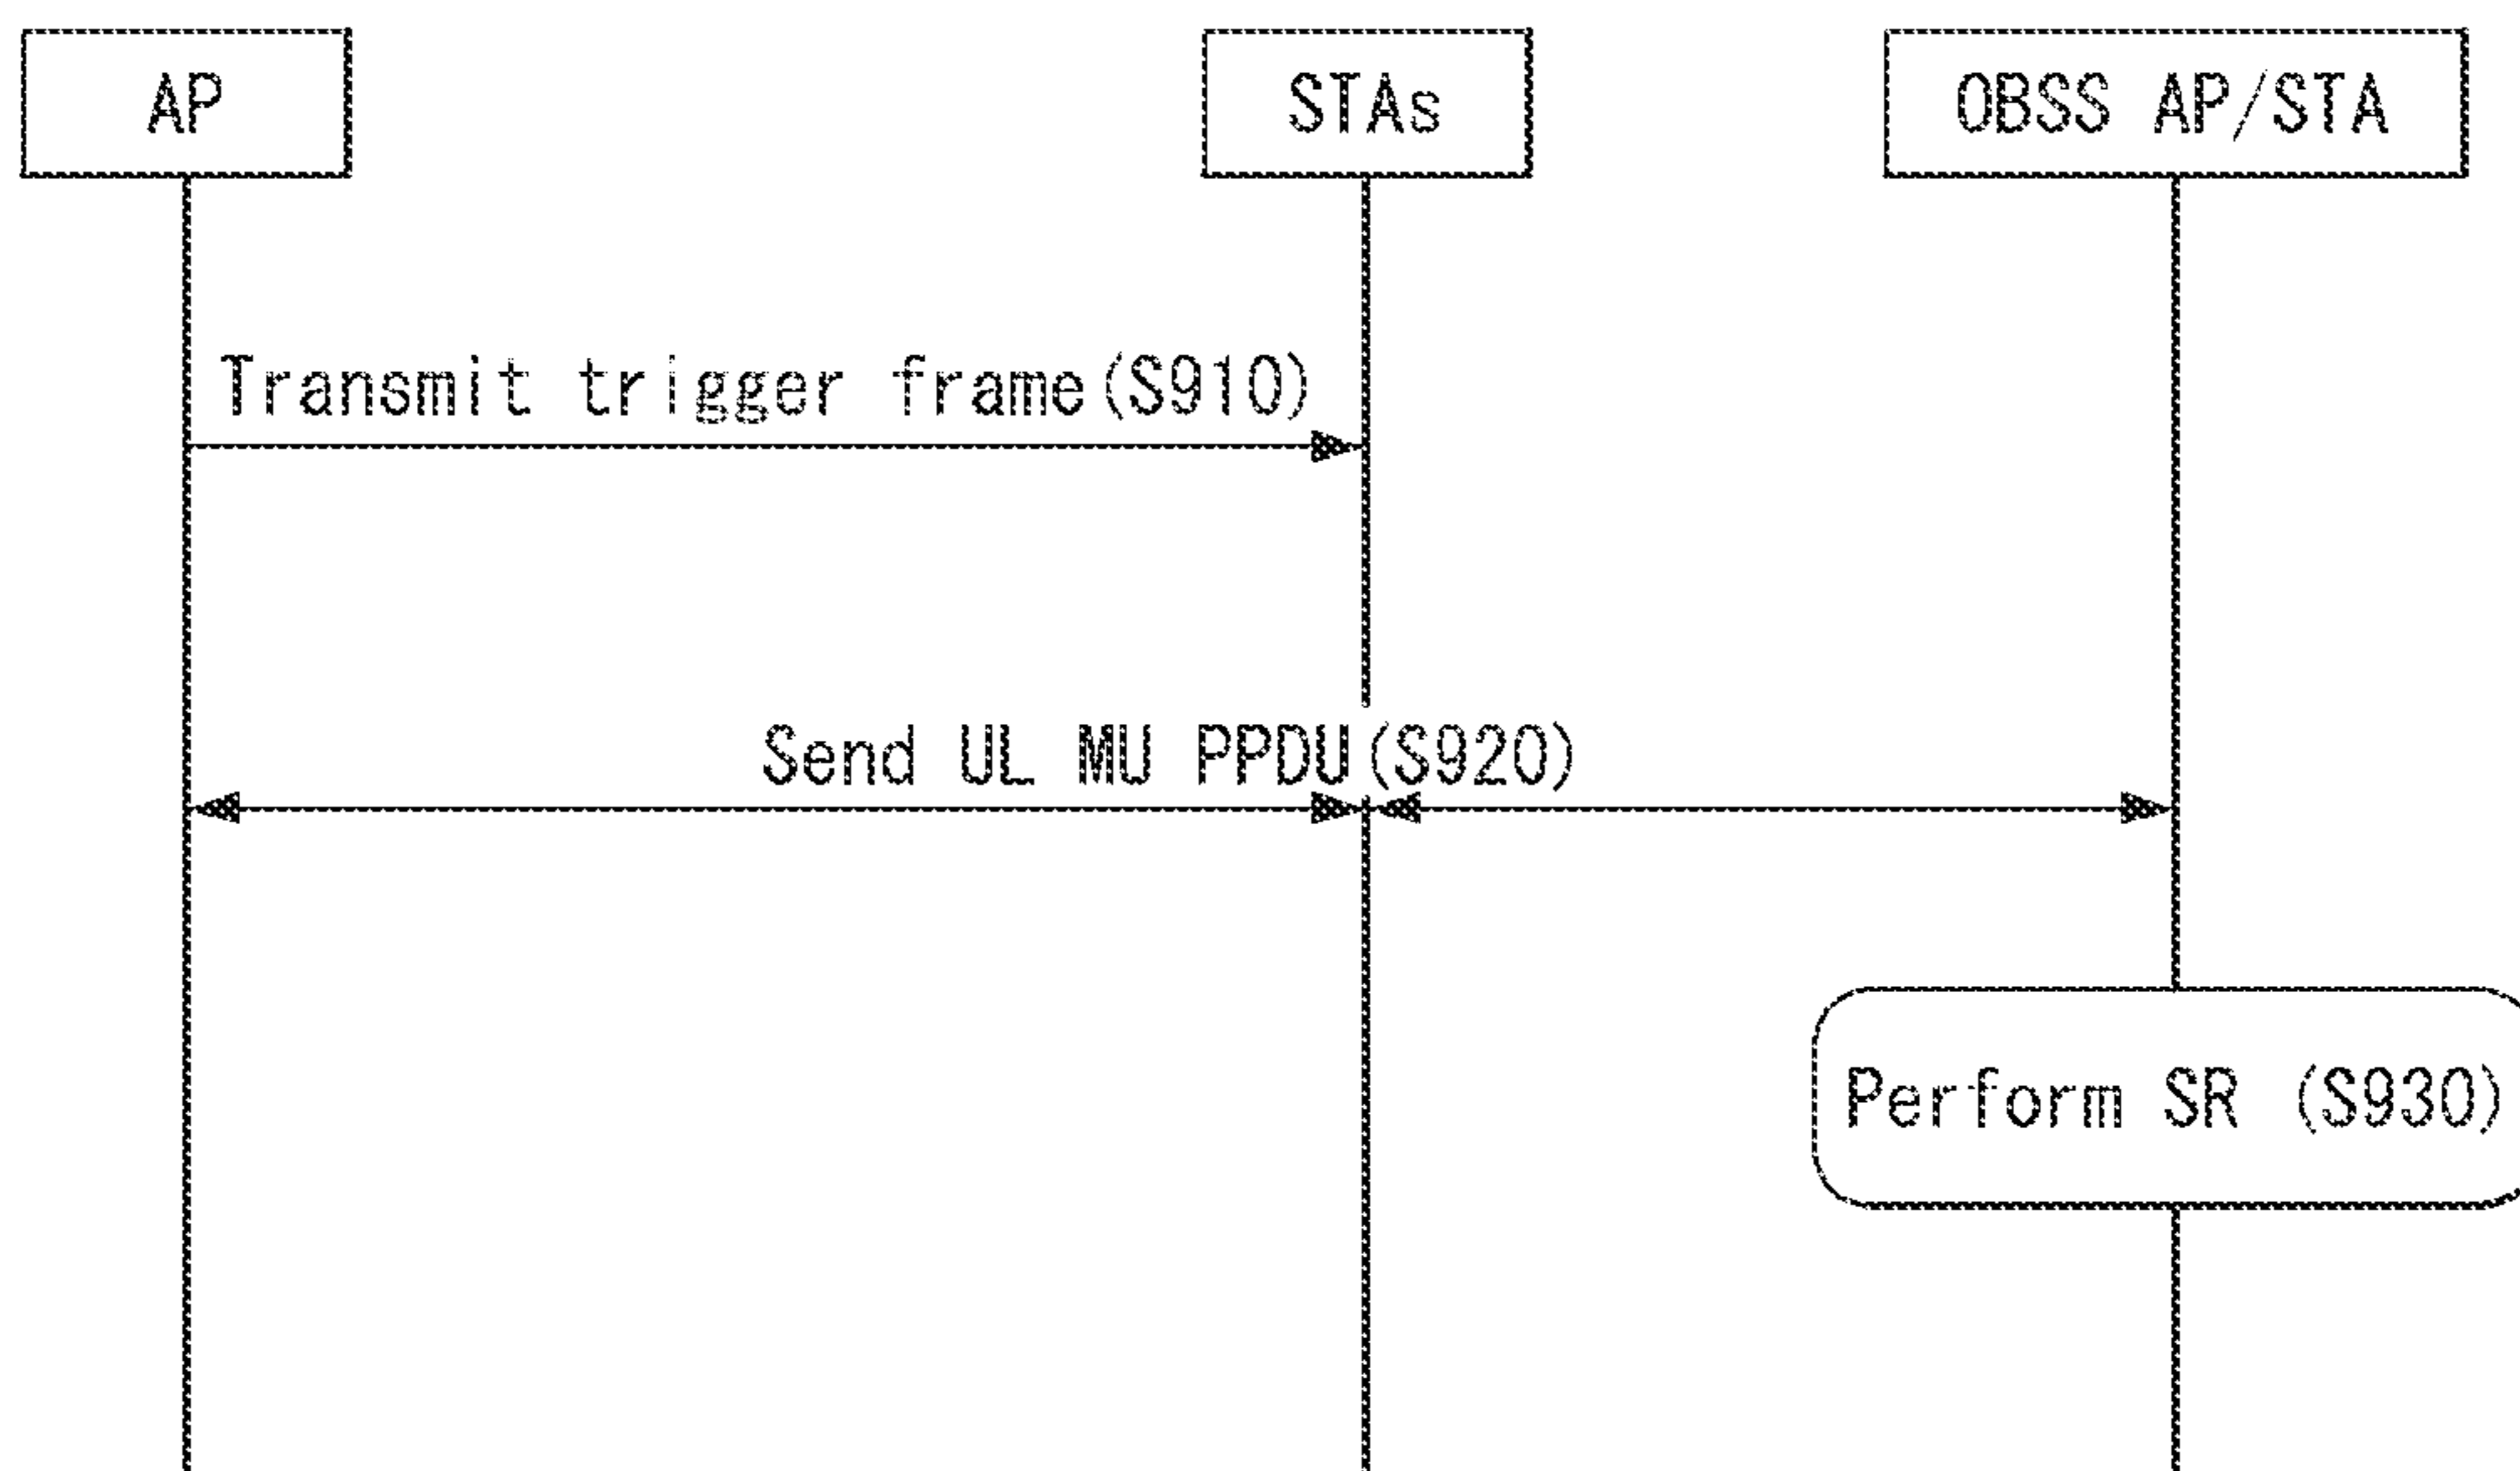 AP
STAs
OBSS AP/STA
Transmit trigger frame(S910)
Send UL MU PPDU(S920)
Perform SR (S930)